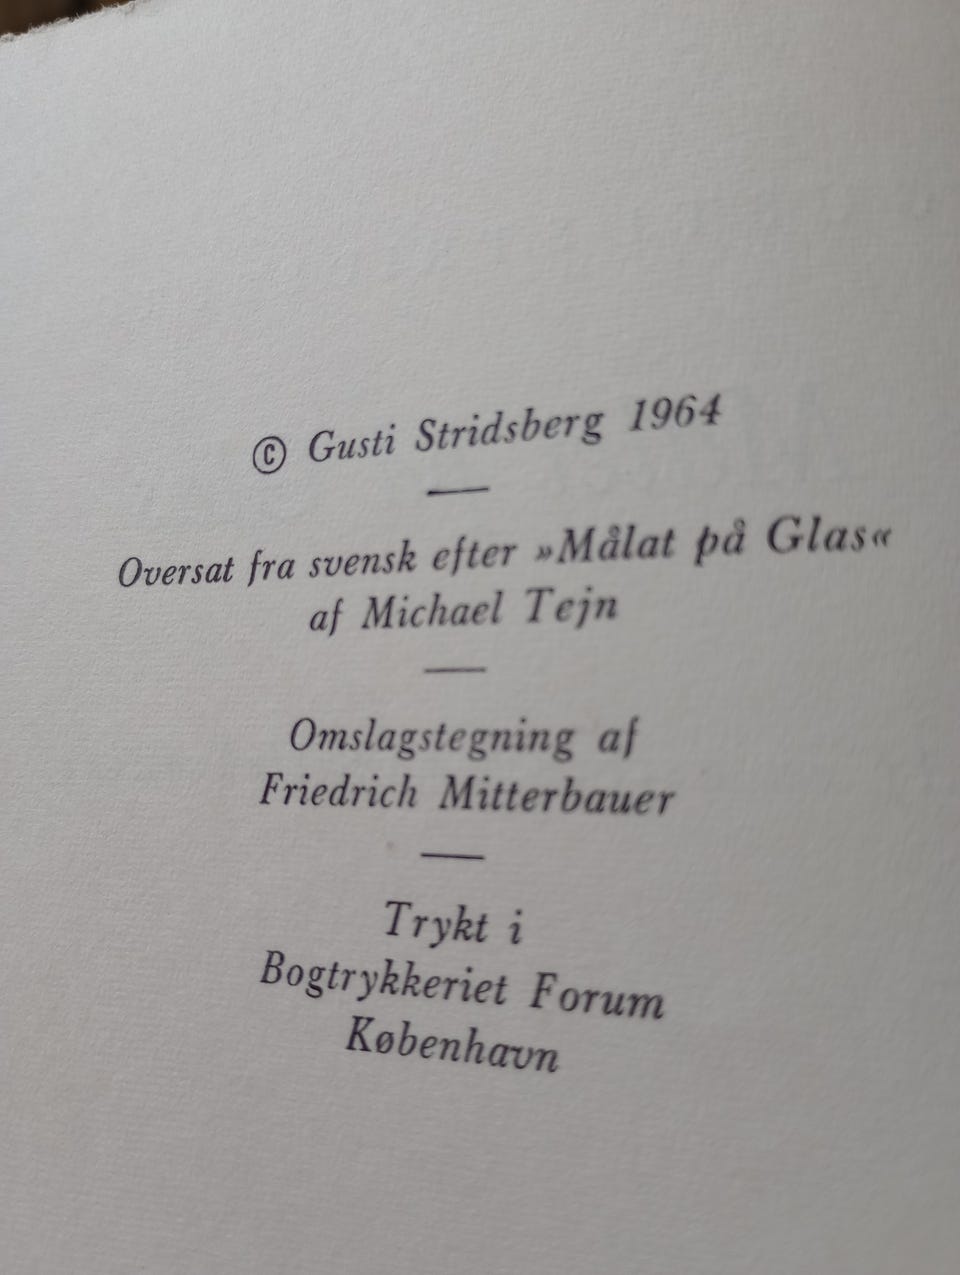 © Gusti Stridsberg 1964
Oversat fra svensk efter »Målat på Glas«
af Michael Tejn
Omslagstegning af
Friedrich Mitterbauer
Trykt i
Bogtrykkeriet Forum
København